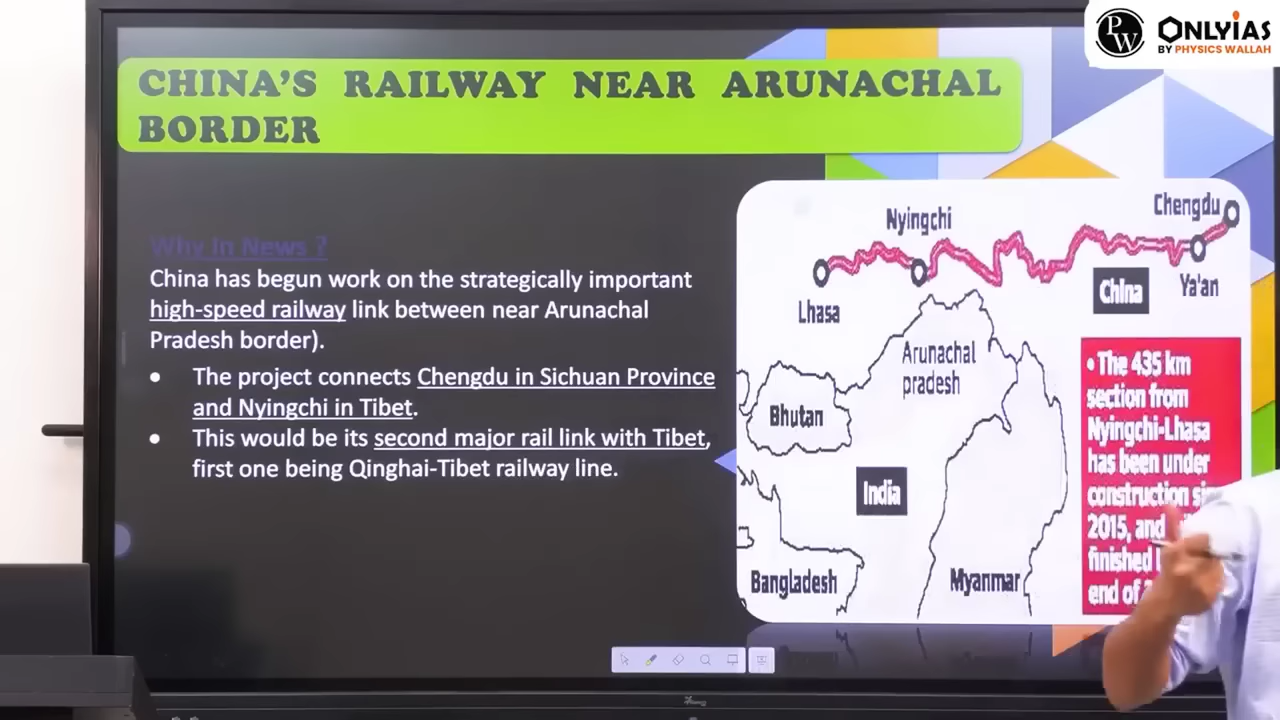 PW
ONLYIAS
BY PHYSICS WALLAH
CHINA'S RAILWAY NEAR ARUNACHAL
BORDER
Why In News ?
China has begun work on the strategically important
high-speed railway link between near Arunachal
Pradesh border).
• The project connects Chengdu in Sichuan Province
and Nyingchi in Tibet.
• This would be its second major rail link with Tibet,
first one being Qinghai-Tibet railway line.
Chengdu
Nyingchi
Ya'an
China
Lhasa
Arunachal
pradesh
Bhutan
India
Bangladesh
Myanmar
• The 435 km
section from
Nyingchi-Lhasa
has been under
construction
2015, and
finished
end of